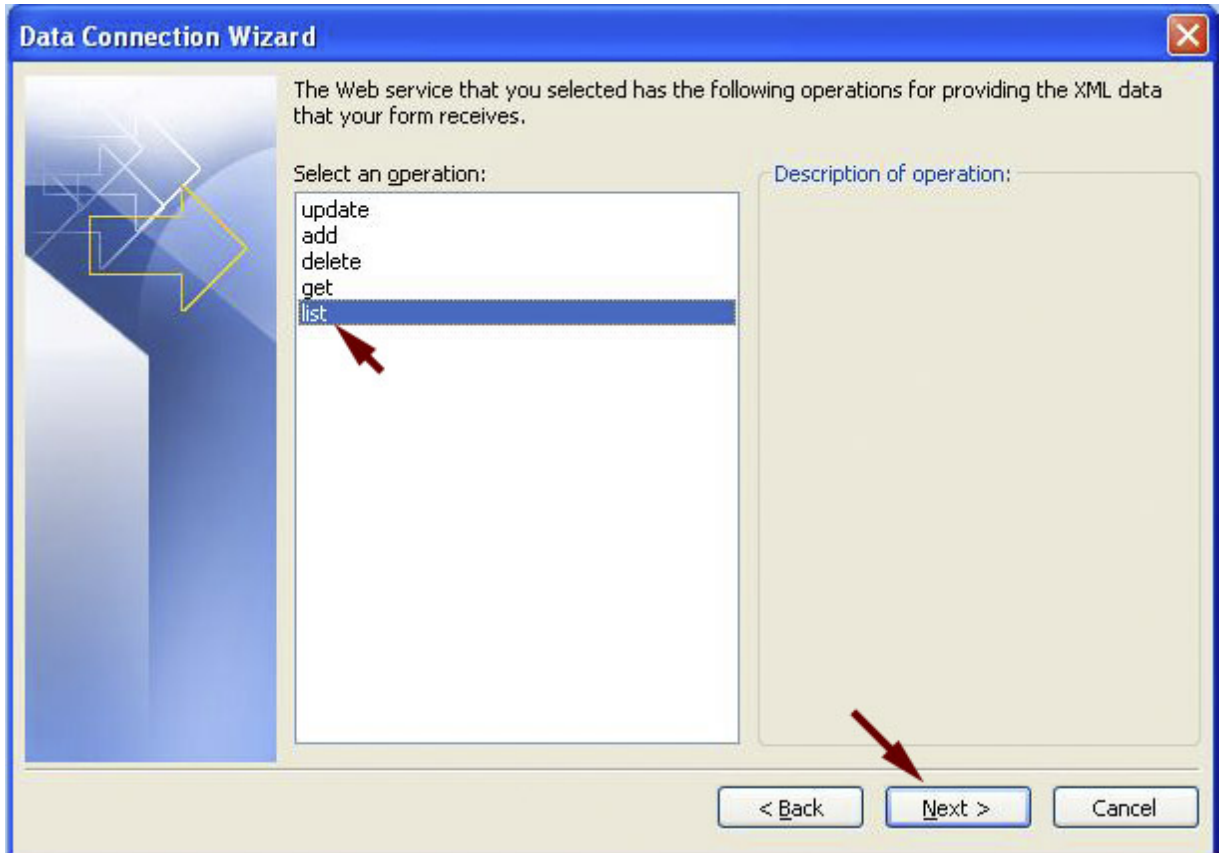 Data Connection Wizard
The Web service that you selected has the following operations for providing the XML data
that your form receives.
Select an operation:
update
add
delete
get
list
Description of operation:
< Back
Next >
Cancel